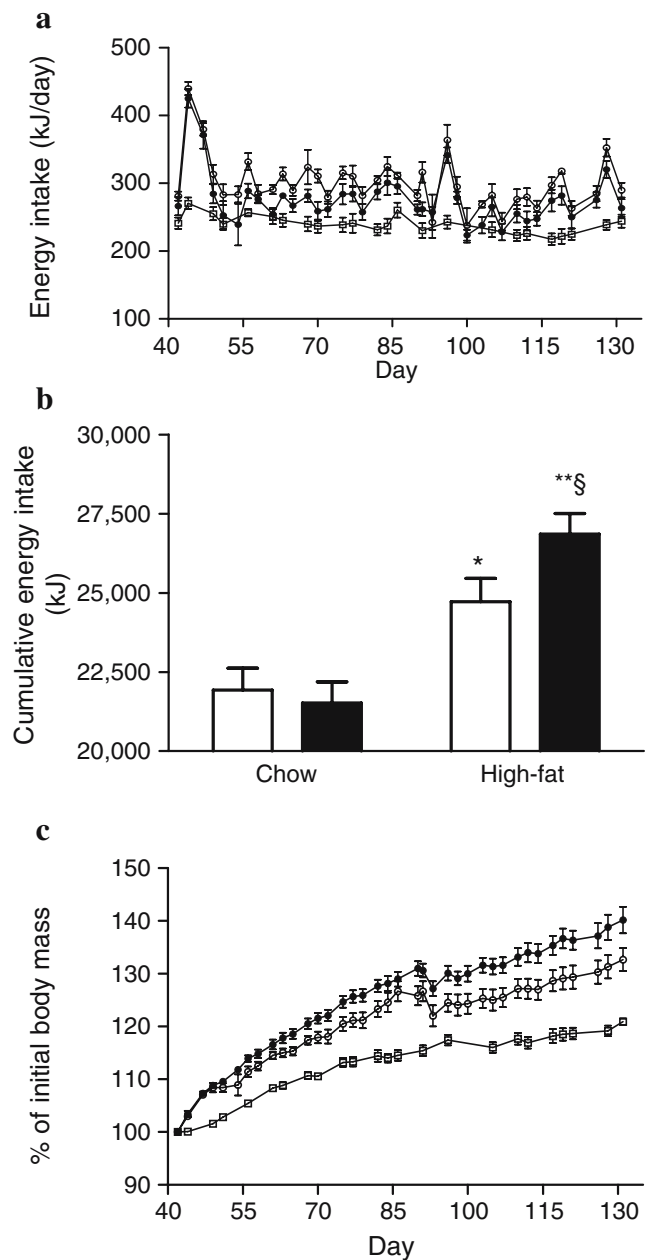 a
Energy intake (kJ/day)
500
400
300
200
100
40 55 70 85 100 115 130
Day
b
Cumulative energy intake
(kJ)
30,000
27,500
25,000
22,500
20,000
*
**§
Chow High-fat
c
% of initial body mass
150
140
130
120
110
100
90
40 55 70 85 100 115 130
Day